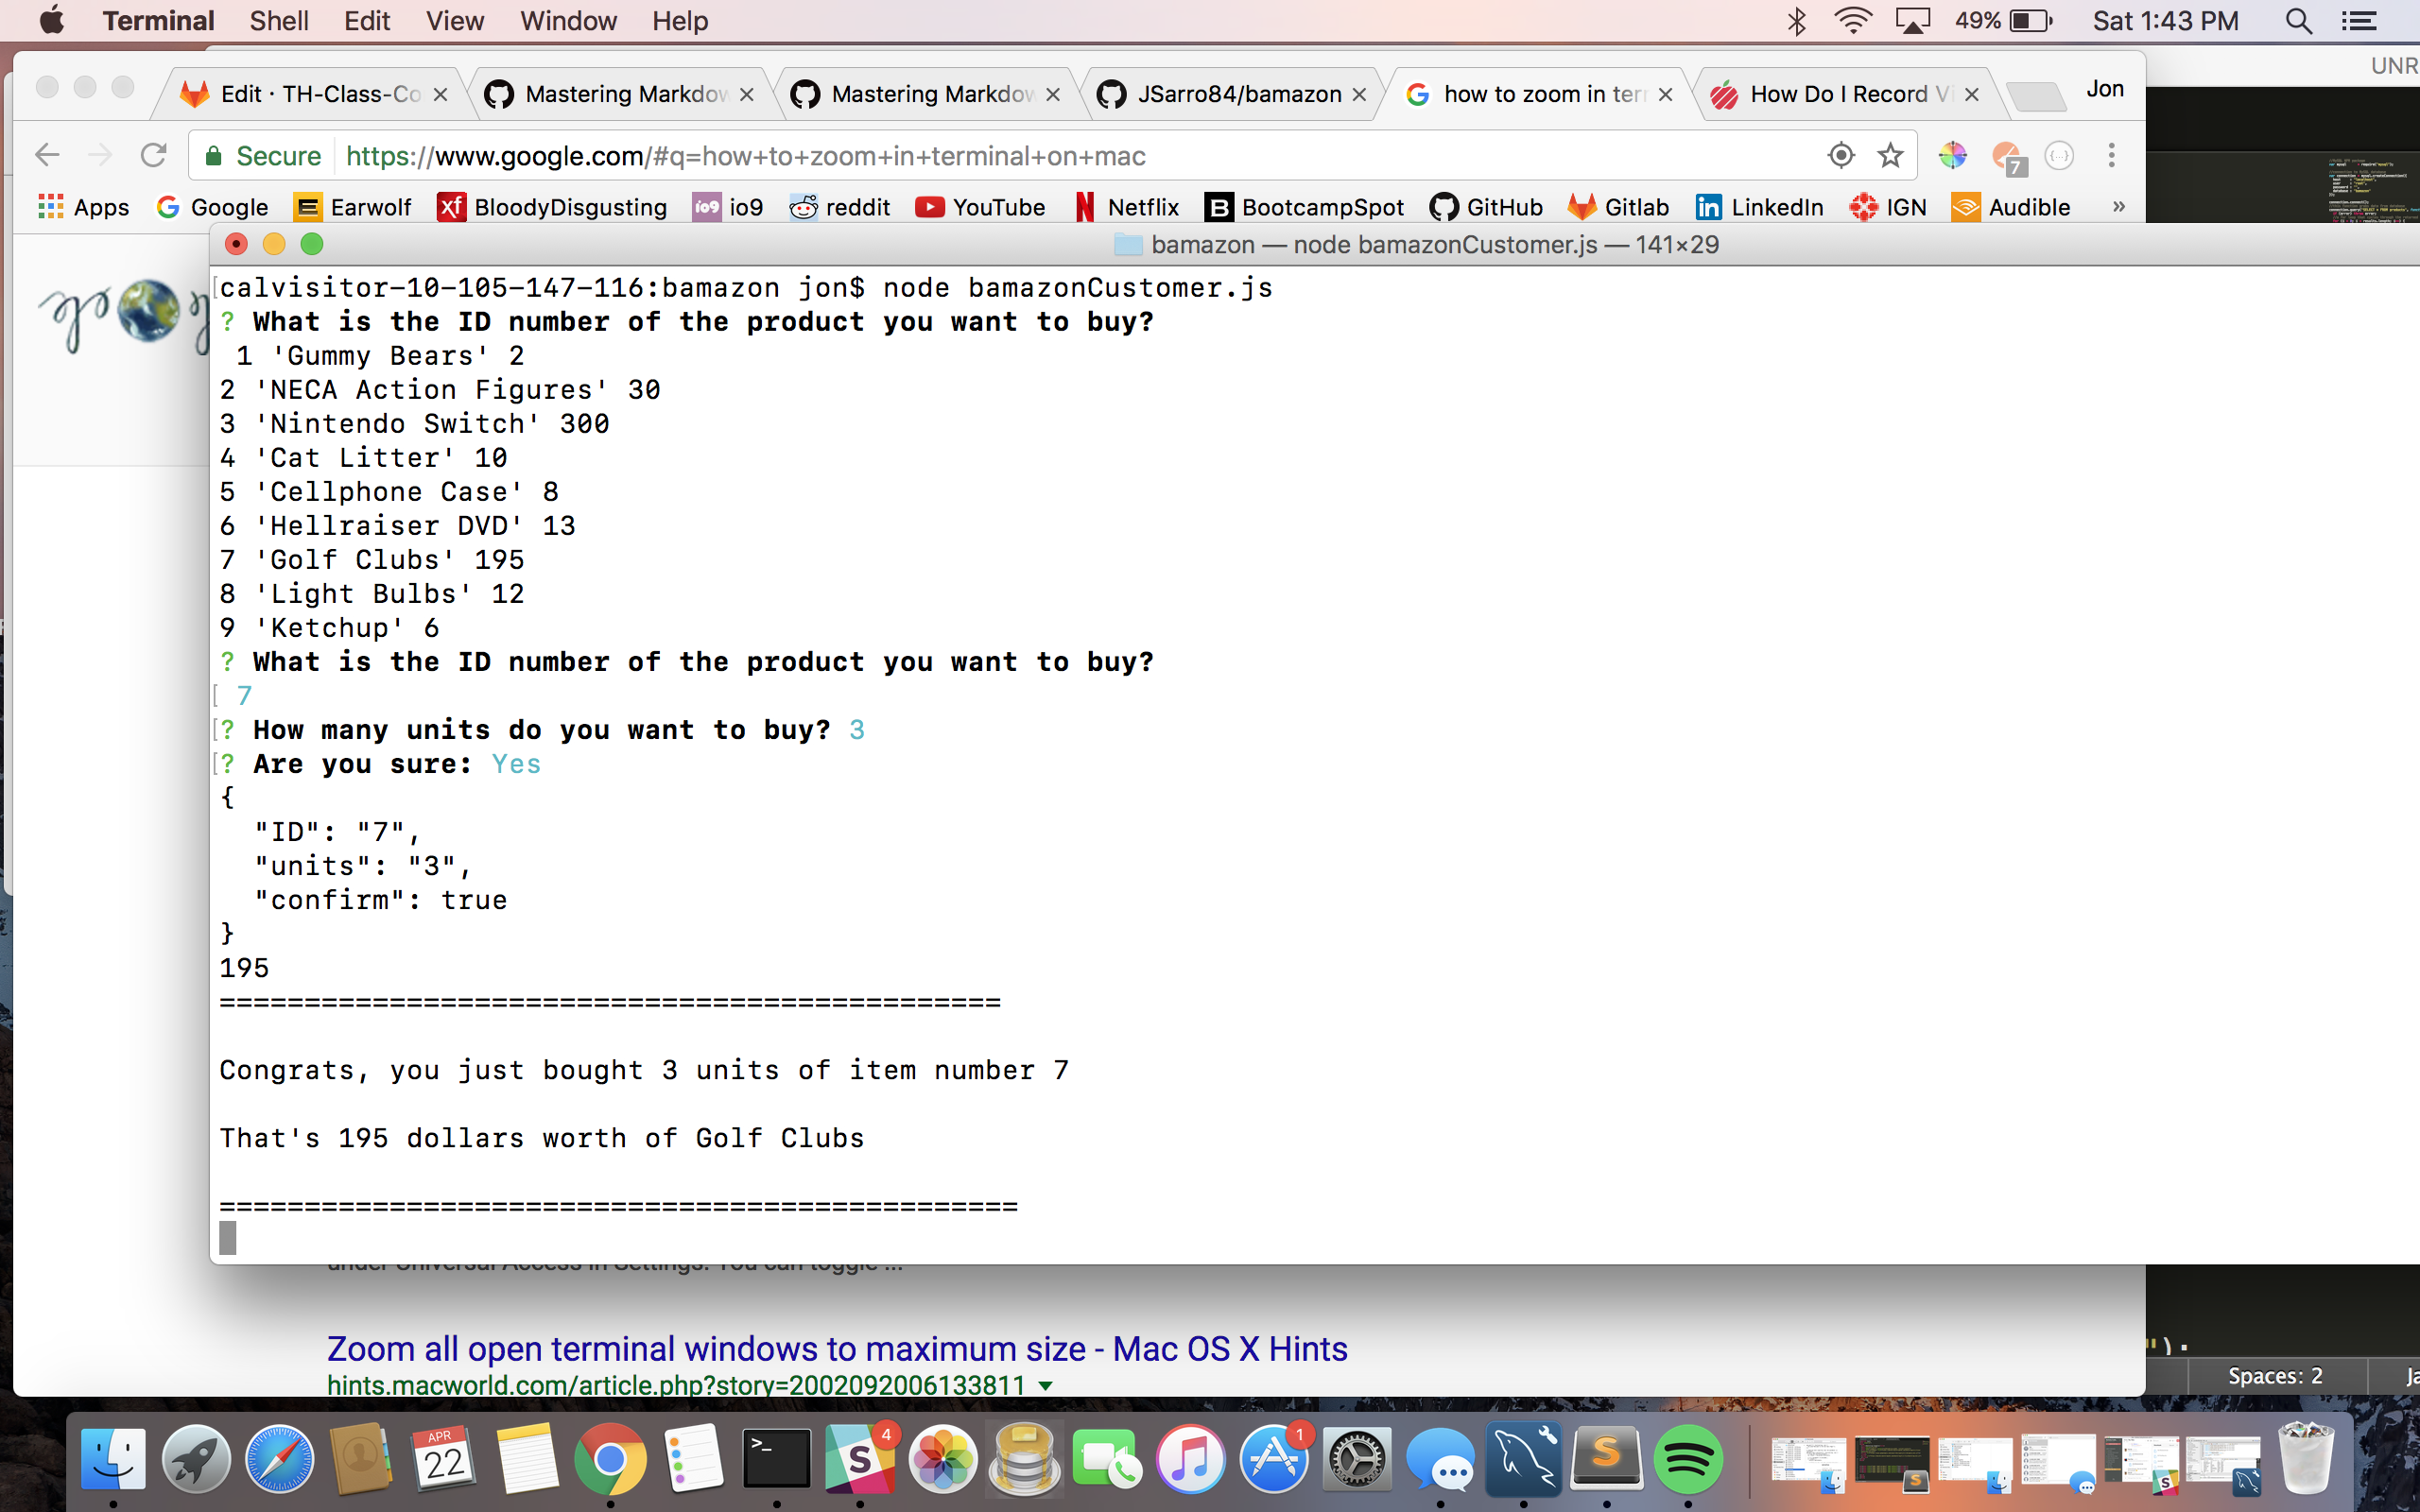 Terminal Shell Edit View Window Help 49% Sat 1:43 PM
UNR
Edit · TH-Class-Co Mastering Markdow Mastering Markdow JSarro84/bamazon how to zoom in ter How Do I Record Vi Jon
Secure https://www.google.com/#q=how+to+zoom+in+terminal+on+mac 7
Apps Google Earwolf BloodyDisgusting io9 reddit YouTube Netflix BootcampSpot GitHub Gitlab LinkedIn IGN Audible »
bamazon — node bamazonCustomer.js — 141×29
calvisitor-10-105-147-116:bamazon jon$ node bamazonCustomer.js
? What is the ID number of the product you want to buy?
1 'Gummy Bears' 2
2 'NECA Action Figures' 30
3 'Nintendo Switch' 300
4 'Cat Litter' 10
5 'Cellphone Case' 8
6 'Hellraiser DVD' 13
7 'Golf Clubs' 195
8 'Light Bulbs' 12
9 'Ketchup' 6
? What is the ID number of the product you want to buy?
7
? How many units do you want to buy? 3
? Are you sure: Yes
{
"ID": "7",
"units": "3",
"confirm": true
}
195
==============================================
Congrats, you just bought 3 units of item number 7
That's 195 dollars worth of Golf Clubs
===============================================
Zoom all open terminal windows to maximum size - Mac OS X Hints
hints.macworld.com/article.php?story=2002092006133811
");
Spaces: 2
APR
22
4
1